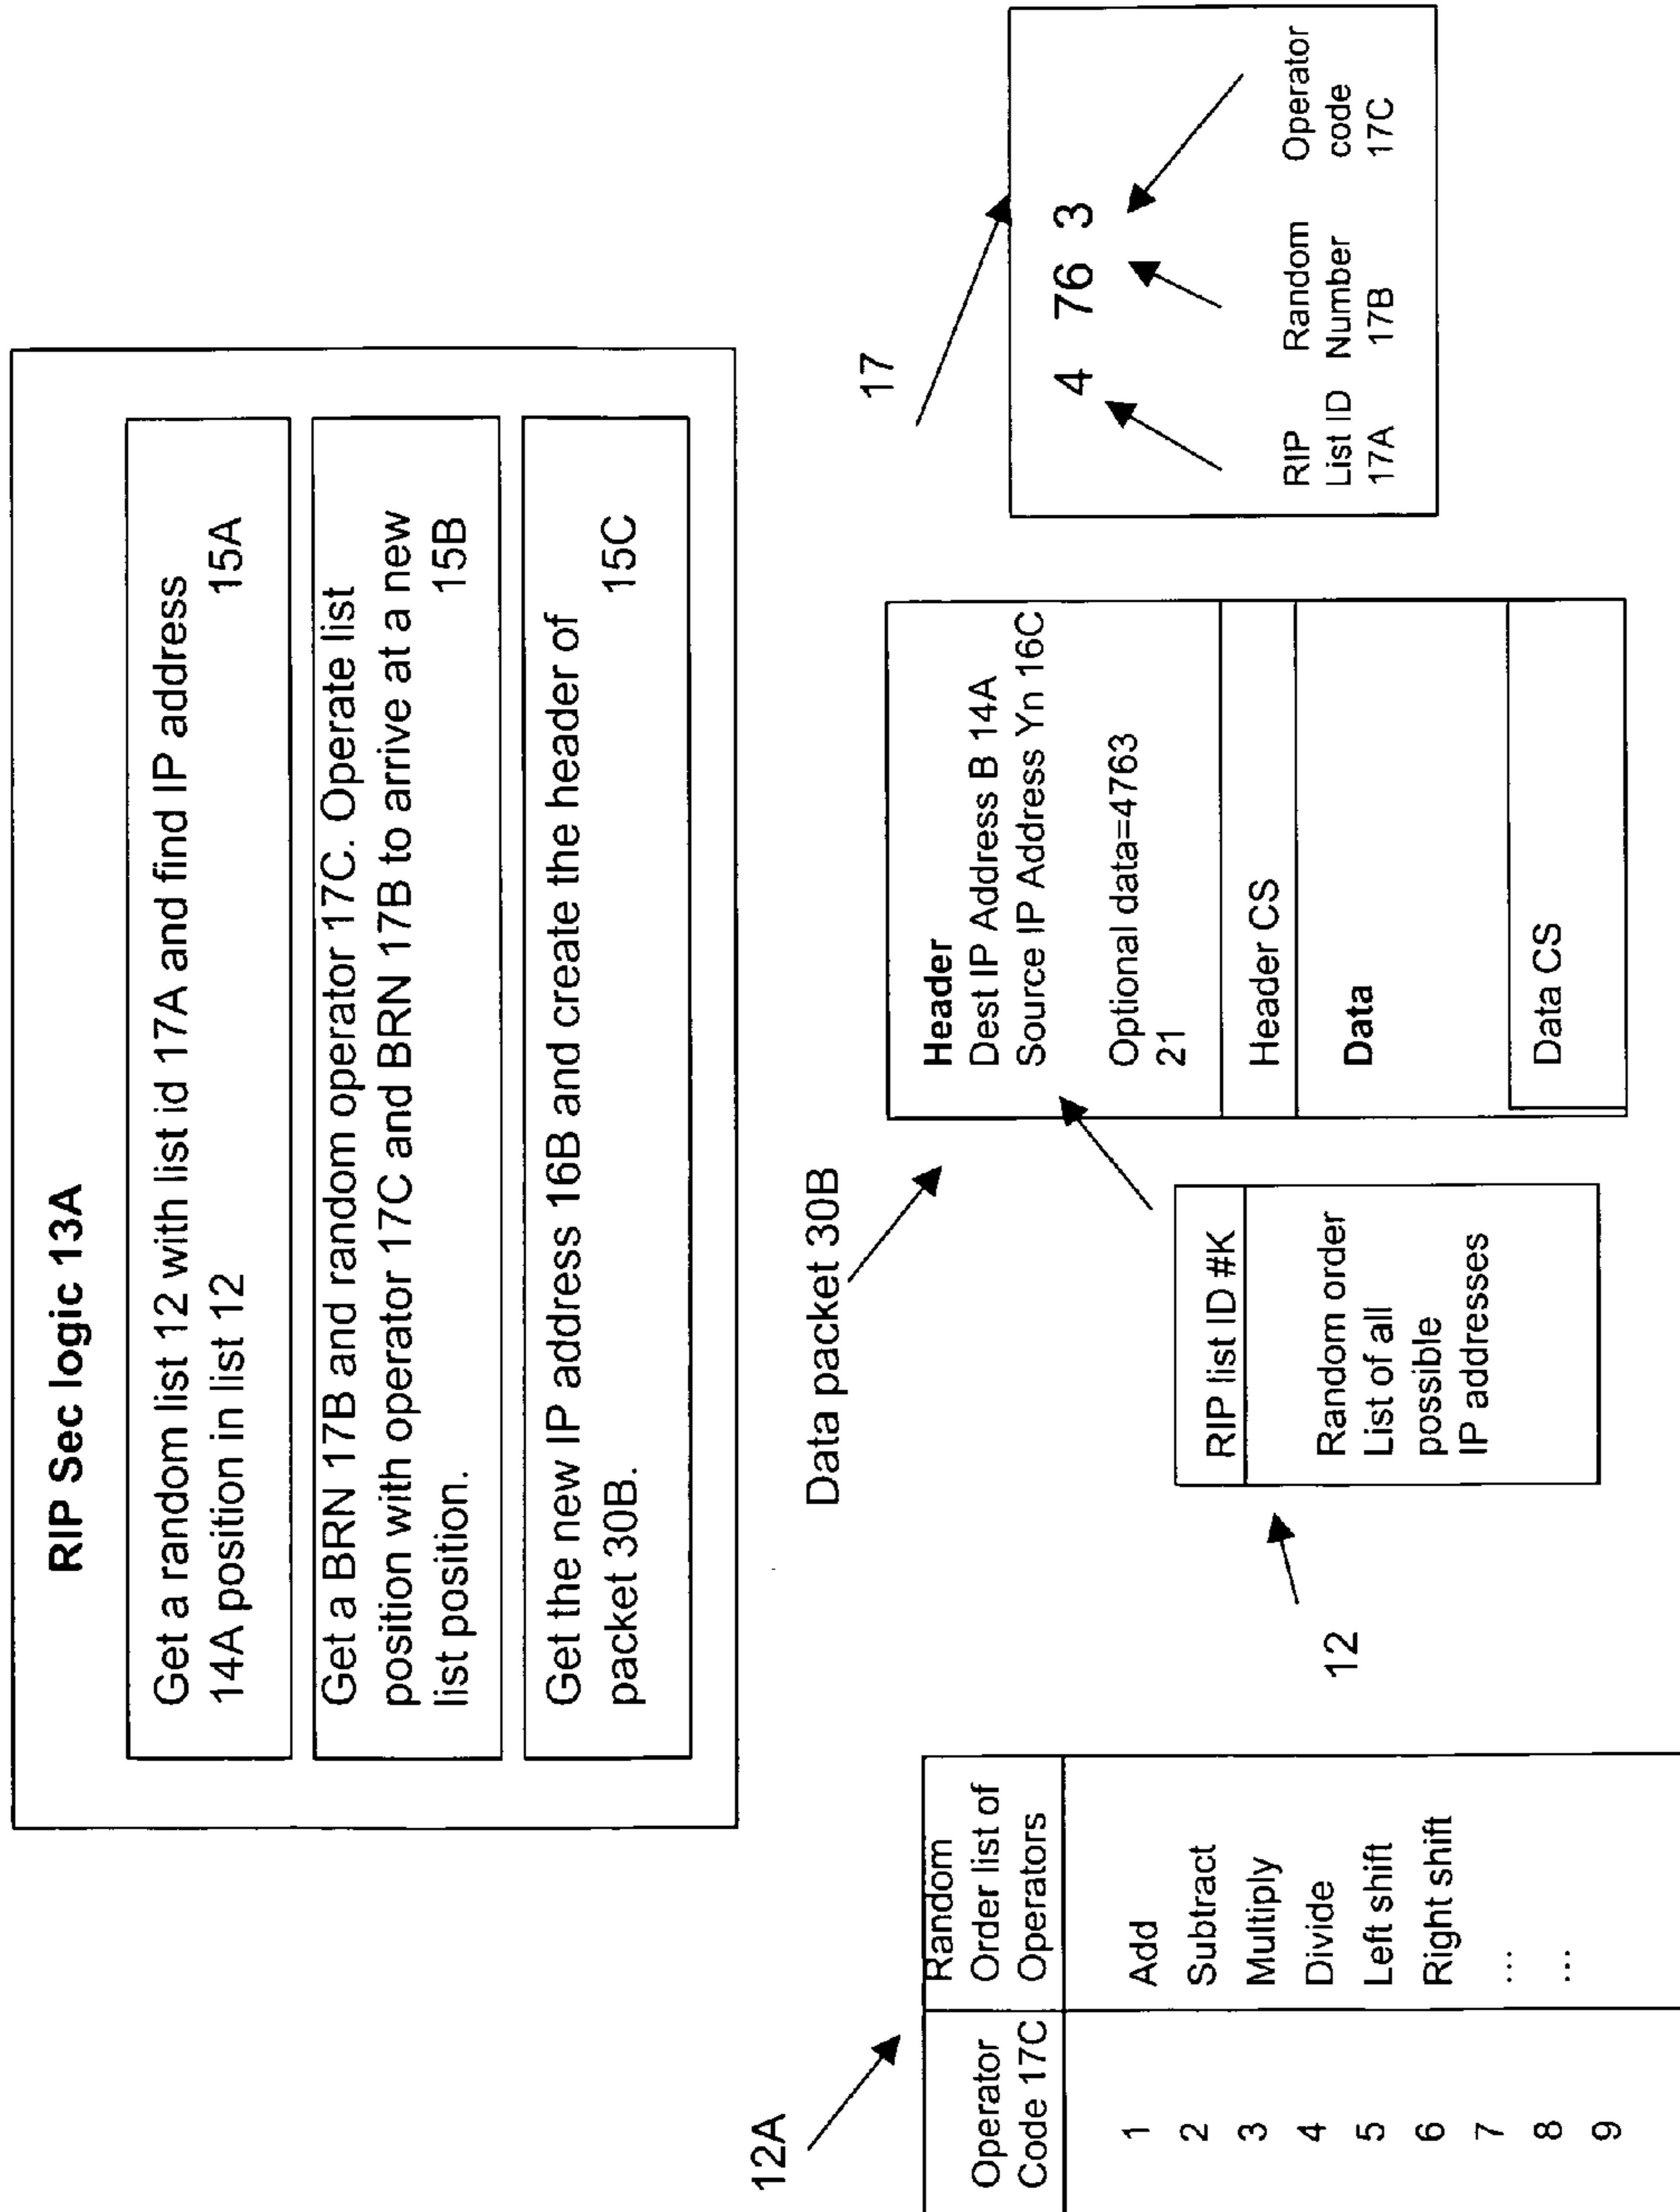 RIP Sec logic 13A
Get a random list 12 with list id 17A and find IP address
14A position in list 12 15A
Get a BRN 17B and random operator 17C. Operate list
position with operator 17C and BRN 17B to arrive at a new
list position. 15B
Get the new IP address 16B and create the header of
packet 30B. 15C
12A
Operator
Code 17C
Random
Order list of
Operators
1 Add
2 Subtract
3 Multiply
4 Divide
5 Left shift
6 Right shift
7 ...
8 ...
9
12
RIP list ID #K
Random order
List of all
possible
IP addresses
Data packet 30B
Header
Dest IP Address B 14A
Source IP Address Yn 16C
Optional data=4763
21
Header CS
Data
Data CS
17
4 76 3
RIP
List ID
17A
Random
Number
17B
Operator
code
17C